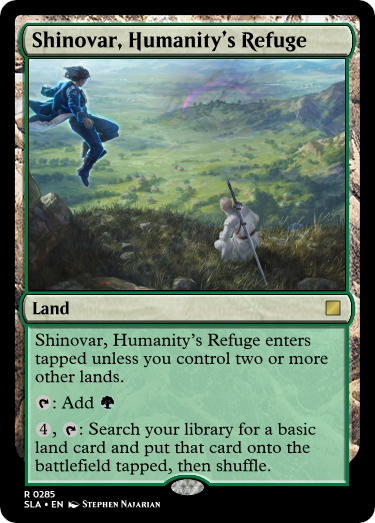 Shinovar, Humanity's Refuge
Land
Shinovar, Humanity's Refuge enters
tapped unless you control two or more
other lands.
: Add
4, : Search your library for a basic
land card and put that card onto the
battlefield tapped, then shuffle.
R 0285
SLA • EN Stephen Najarian